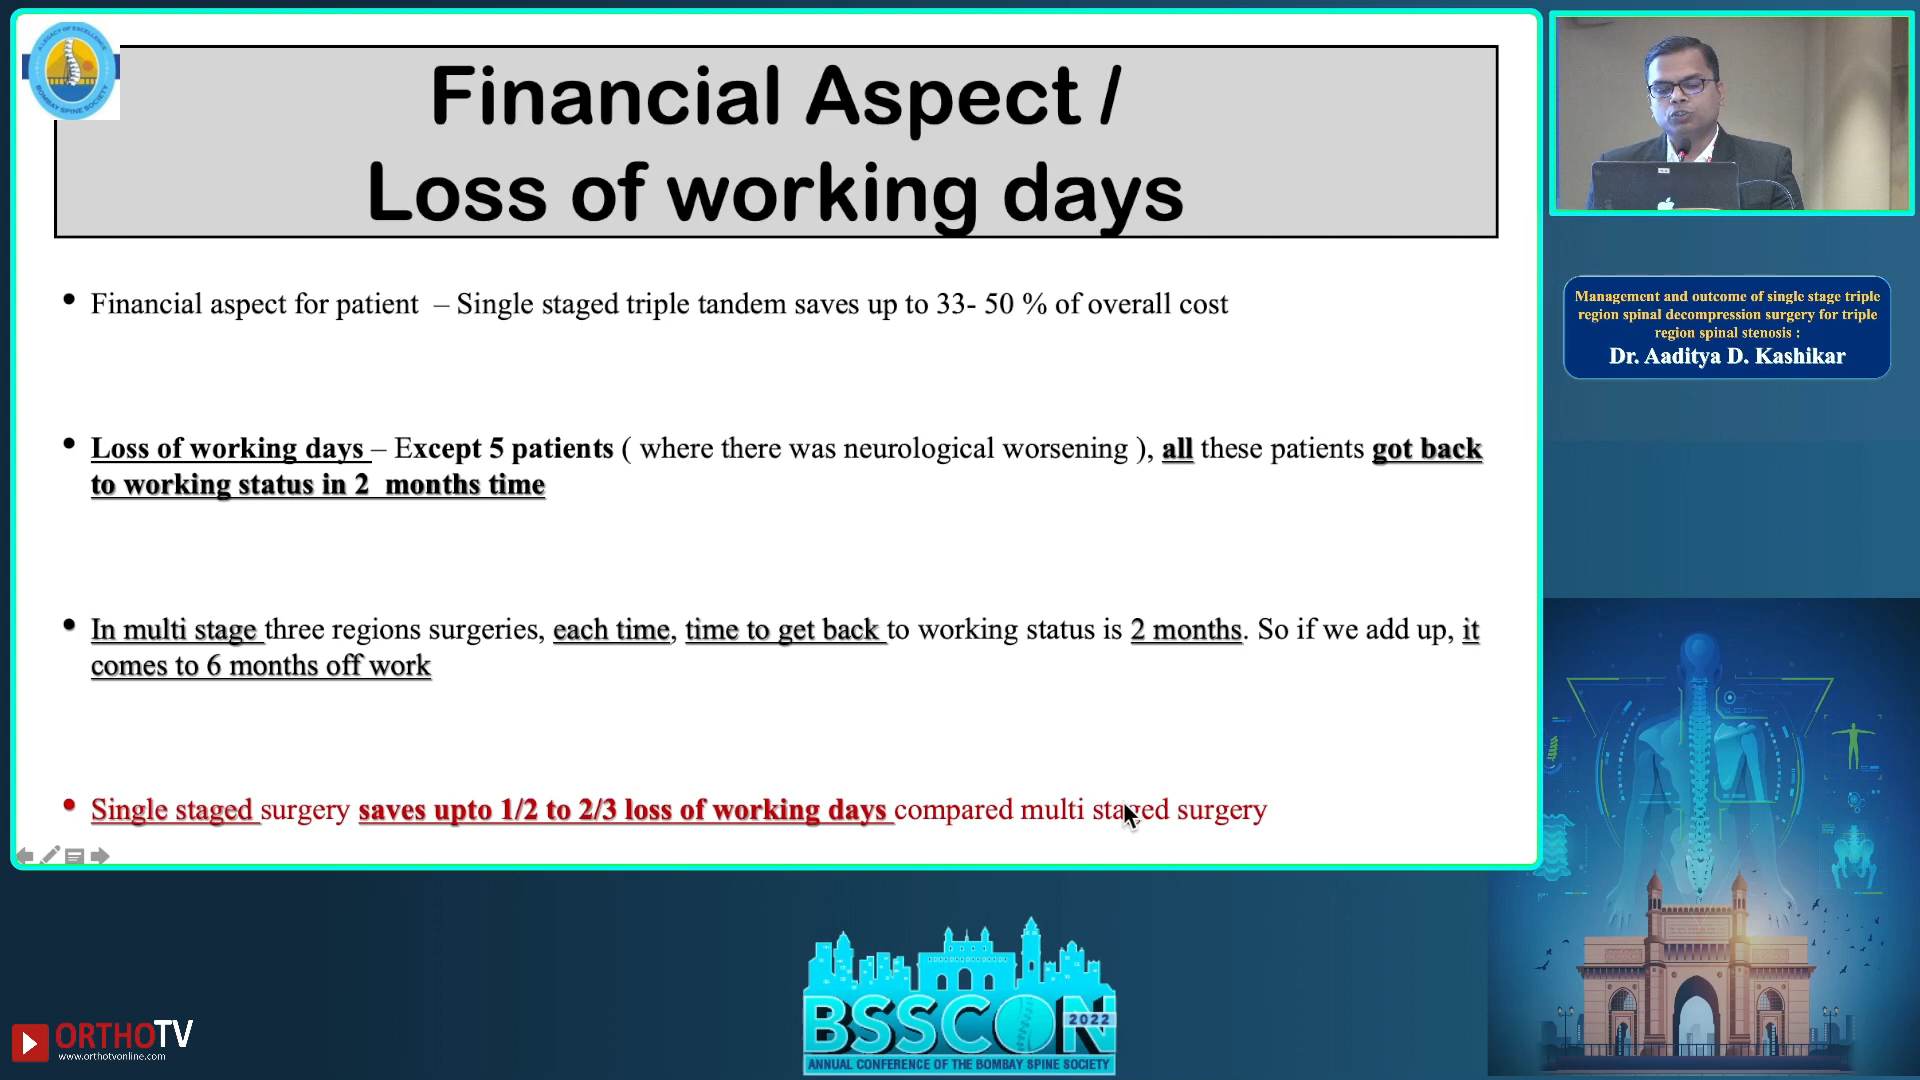 A LEGACY OF EXCELLENCE
BOMBAY SPINE SOCIETY
Financial Aspect /
Loss of working days
• Financial aspect for patient – Single staged triple tandem saves up to 33- 50 % of overall cost
• Loss of working days – Except 5 patients ( where there was neurological worsening ), all these patients got back
to working status in 2 months time
• In multi stage three regions surgeries, each time, time to get back to working status is 2 months. So if we add up, it
comes to 6 months off work
• Single staged surgery saves upto 1/2 to 2/3 loss of working days compared multi staged surgery
Management and outcome of single stage triple
region spinal decompression surgery for triple
region spinal stenosis :
Dr. Aaditya D. Kashikar
BSSCON
2022
ANNUAL CONFERENCE OF THE BOMBAY SPINE SOCIETY
ORTHOTV
www.orthotvonline.com